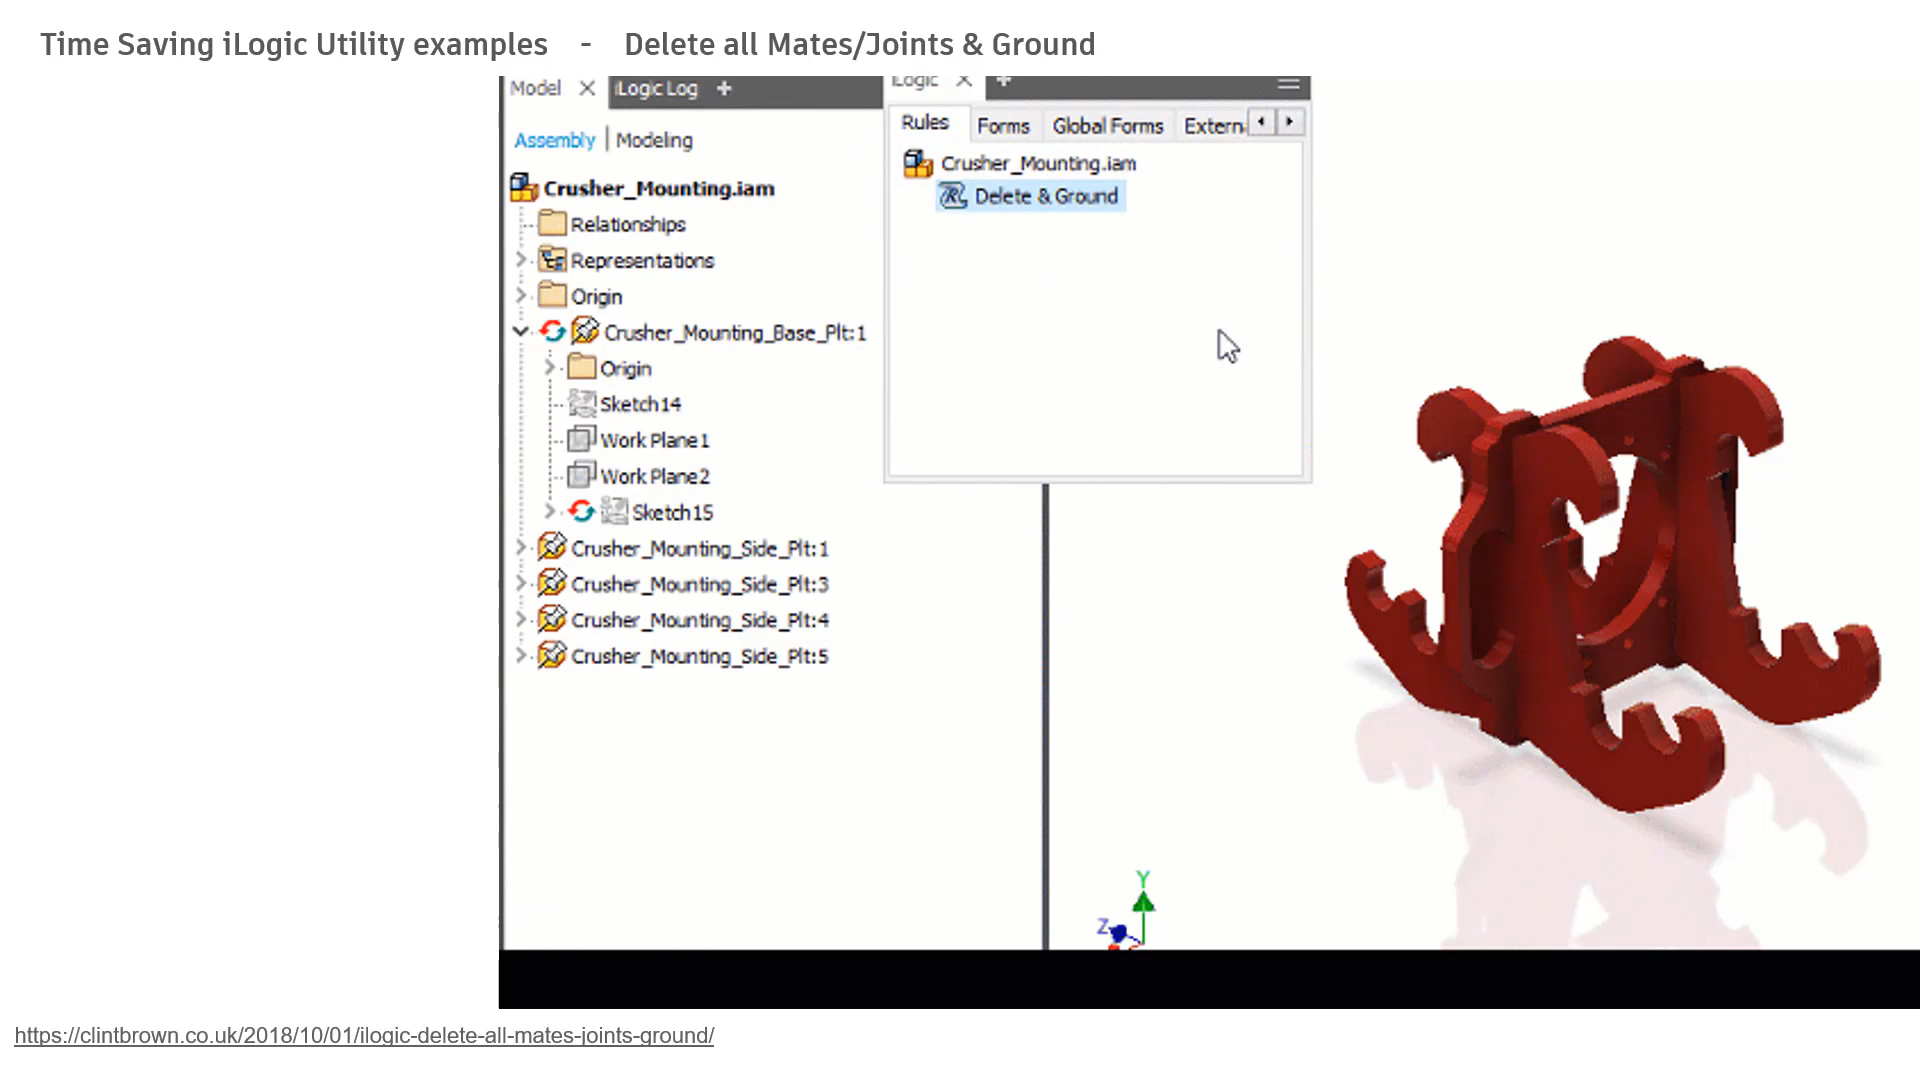 Time Saving iLogic Utility examples - Delete all Mates/Joints & Ground
Model
iLogic Log
Assembly | Modeling
Crusher_Mounting.iam
Relationships
Representations
Origin
Crusher_Mounting_Base_Plt:1
Origin
Sketch14
Work Plane1
Work Plane2
Sketch15
Crusher_Mounting_Side_Plt:1
Crusher_Mounting_Side_Plt:3
Crusher_Mounting_Side_Plt:4
Crusher_Mounting_Side_Plt:5
iLogic
Rules Forms Global Forms Extern
Crusher_Mounting.iam
Delete & Ground
Y
Z
https://clintbrown.co.uk/2018/10/01/ilogic-delete-all-mates-joints-ground/